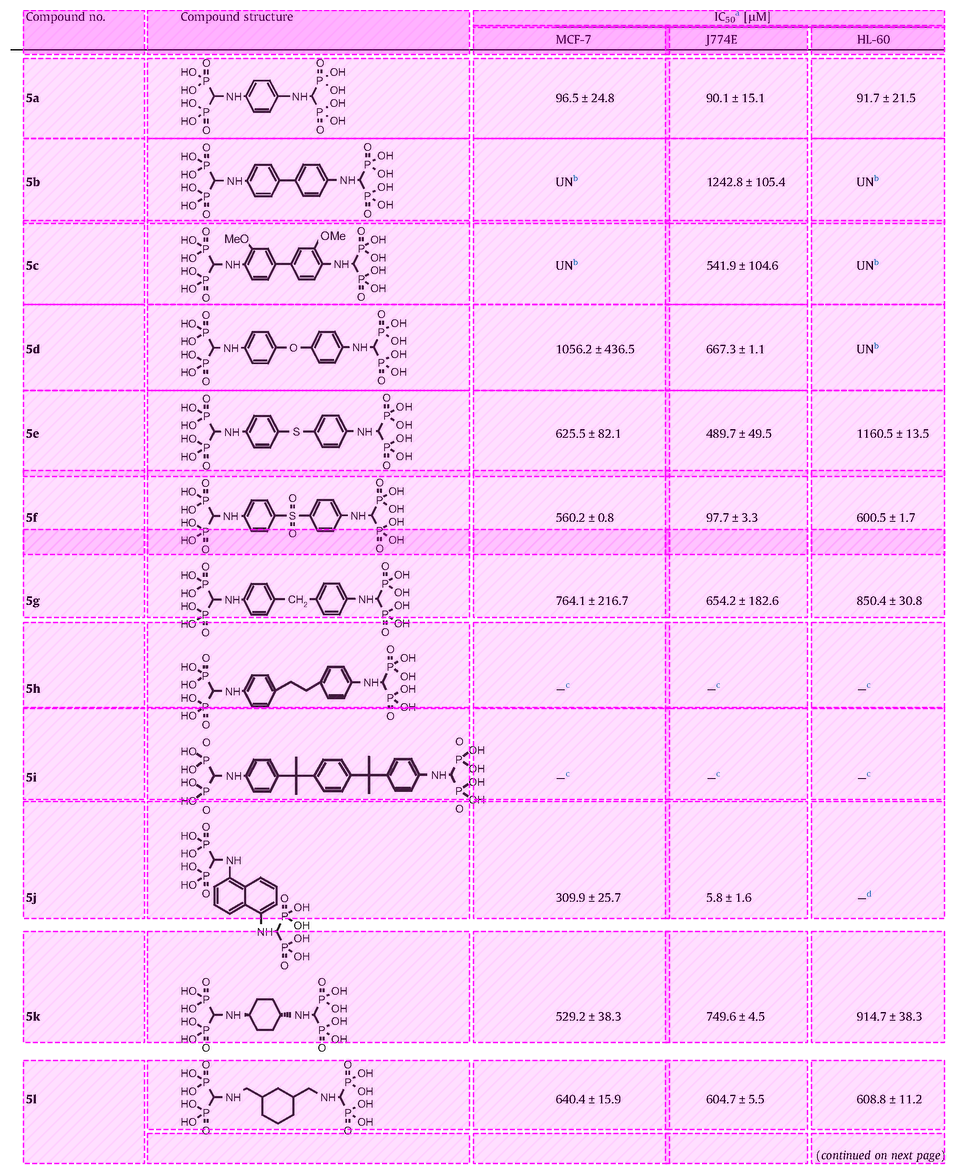 Compound no. Compound structure IC50a [μM]
MCF-7 J774E HL-60
5a HO HO HO HO P P O O NH NH P P O O OH OH OH OH 96.5 ± 24.8 90.1 ± 15.1 91.7 ± 21.5
5b HO HO HO HO P P O O NH NH P P O O OH OH OH OH UNb 1242.8 ± 105.4 UNb
5c HO HO HO HO P P O O NH MeO OMe NH P P O O OH OH OH OH UNb 541.9 ± 104.6 UNb
5d HO HO HO HO P P O O NH O NH P P O O OH OH OH OH 1056.2 ± 436.5 667.3 ± 1.1 UNb
5e HO HO HO HO P P O O NH S NH P P O O OH OH OH OH 625.5 ± 82.1 489.7 ± 49.5 1160.5 ± 13.5
5f HO HO HO HO P P O O NH O S O NH P P O O OH OH OH OH 560.2 ± 0.8 97.7 ± 3.3 600.5 ± 1.7
5g HO HO HO HO P P O O NH CH2 NH P P O O OH OH OH OH 764.1 ± 216.7 654.2 ± 182.6 850.4 ± 30.8
5h HO HO HO HO P P O O NH NH P P O O OH OH OH OH —c —c —c
5i HO HO HO HO P P O O NH NH P P O O OH OH OH OH —c —c —c
5j HO HO HO HO P P O O NH NH P P O O OH OH OH OH 309.9 ± 25.7 5.8 ± 1.6 —d
5k HO HO HO HO P P O O NH NH P P O O OH OH OH OH 529.2 ± 38.3 749.6 ± 4.5 914.7 ± 38.3
5l HO HO HO HO P P O O NH NH P P O O OH OH OH OH 640.4 ± 15.9 604.7 ± 5.5 608.8 ± 11.2
(continued on next page)